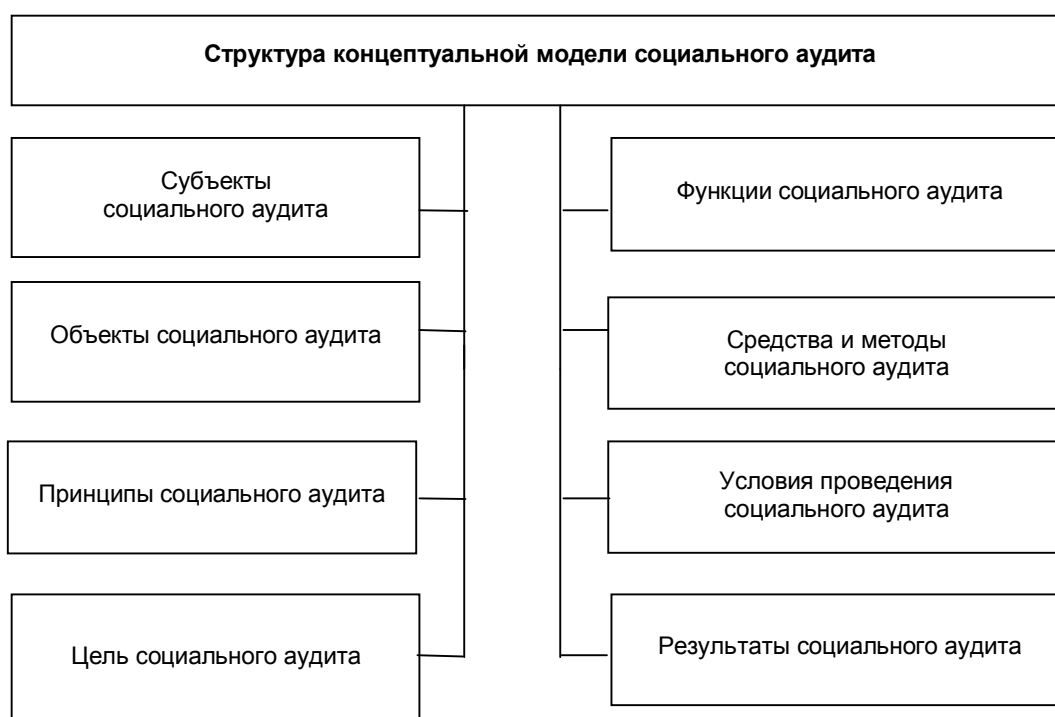 Структура концептуальной модели социального аудита
Субъекты
социального аудита
Объекты социального аудита
Принципы социального аудита
Цель социального аудита
Функции социального аудита
Средства и методы
социального аудита
Условия проведения
социального аудита
Результаты социального аудита